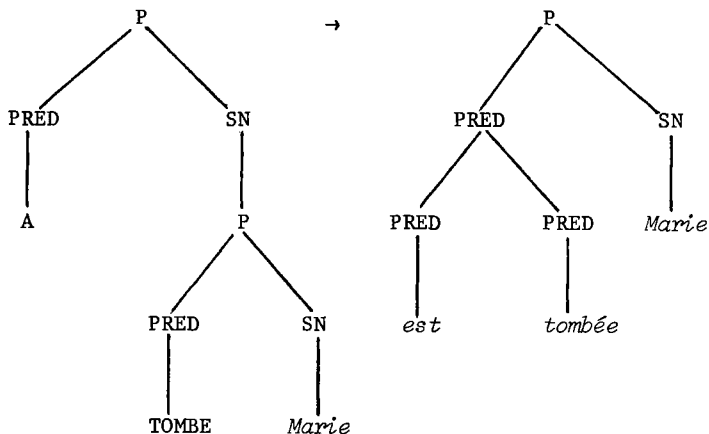 P → P
PRED SN PRED SN
A P PRED PRED Marie
PRED SN est tombée
TOMBE Marie